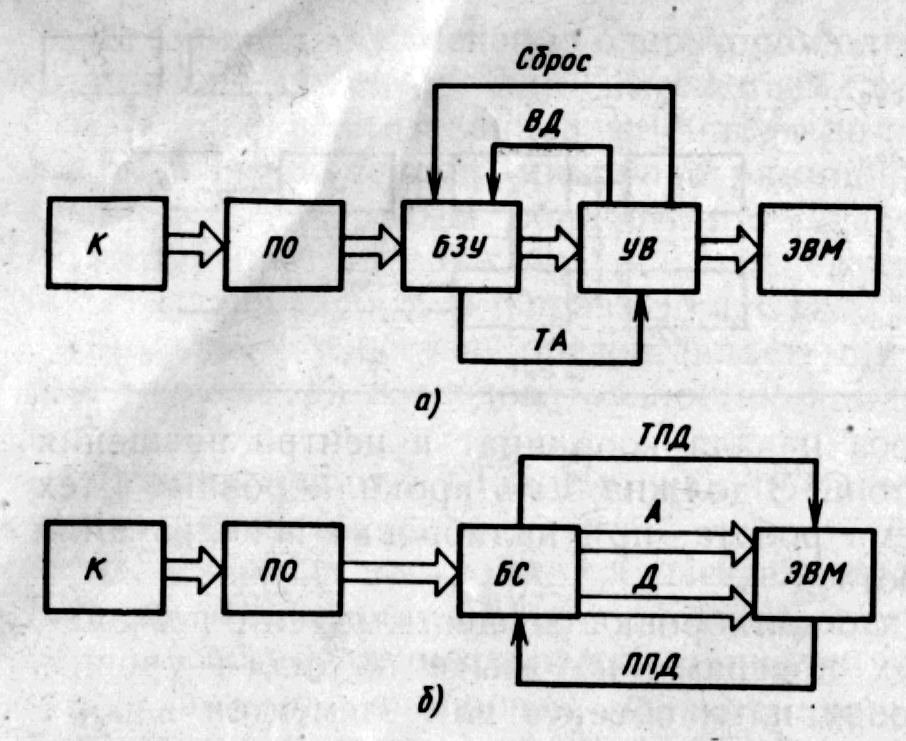 Сброс
ВД
К ПО БЗУ УВ ЭВМ
ТА
а)
ТПД
А
К ПО БС Д ЭВМ
ППД
б)